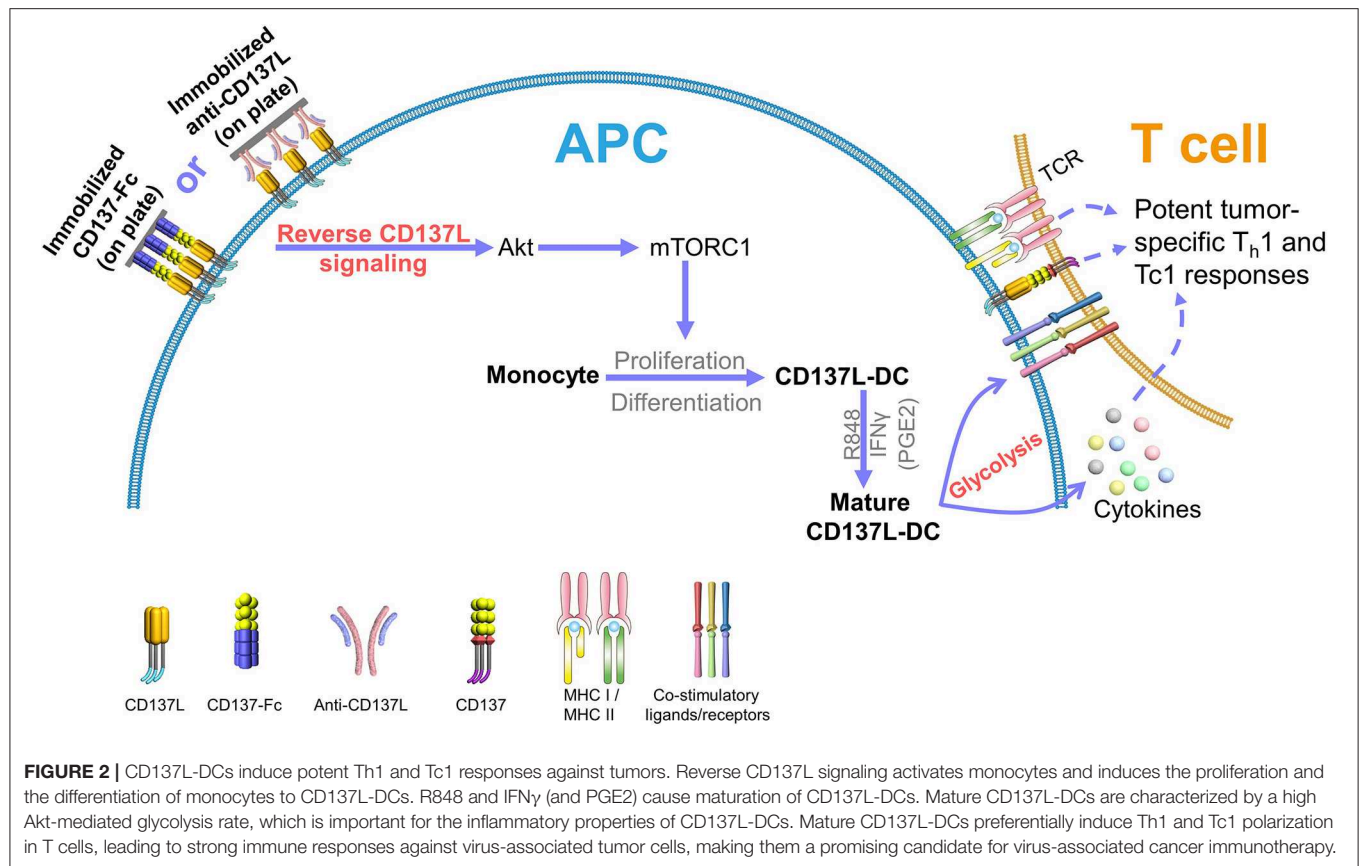 Immobilized
anti-CD137L
(on plate)
or
Immobilized
CD137-Fc
(on plate)
APC
T cell
TCR
Reverse CD137L
signaling
Akt
mTORC1
Potent tumor-
specific Th1 and
Tc1 responses
Monocyte
Proliferation
Differentiation
CD137L-DC
R848
IFNγ
(PGE2)
Glycolysis
Mature
CD137L-DC
Cytokines
CD137L
CD137-Fc
Anti-CD137L
CD137
MHC I /
MHC II
Co-stimulatory
ligands/receptors
FIGURE 2 | CD137L-DCs induce potent Th1 and Tc1 responses against tumors. Reverse CD137L signaling activates monocytes and induces the proliferation and
the differentiation of monocytes to CD137L-DCs. R848 and IFNγ (and PGE2) cause maturation of CD137L-DCs. Mature CD137L-DCs are characterized by a high
Akt-mediated glycolysis rate, which is important for the inflammatory properties of CD137L-DCs. Mature CD137L-DCs preferentially induce Th1 and Tc1 polarization
in T cells, leading to strong immune responses against virus-associated tumor cells, making them a promising candidate for virus-associated cancer immunotherapy.